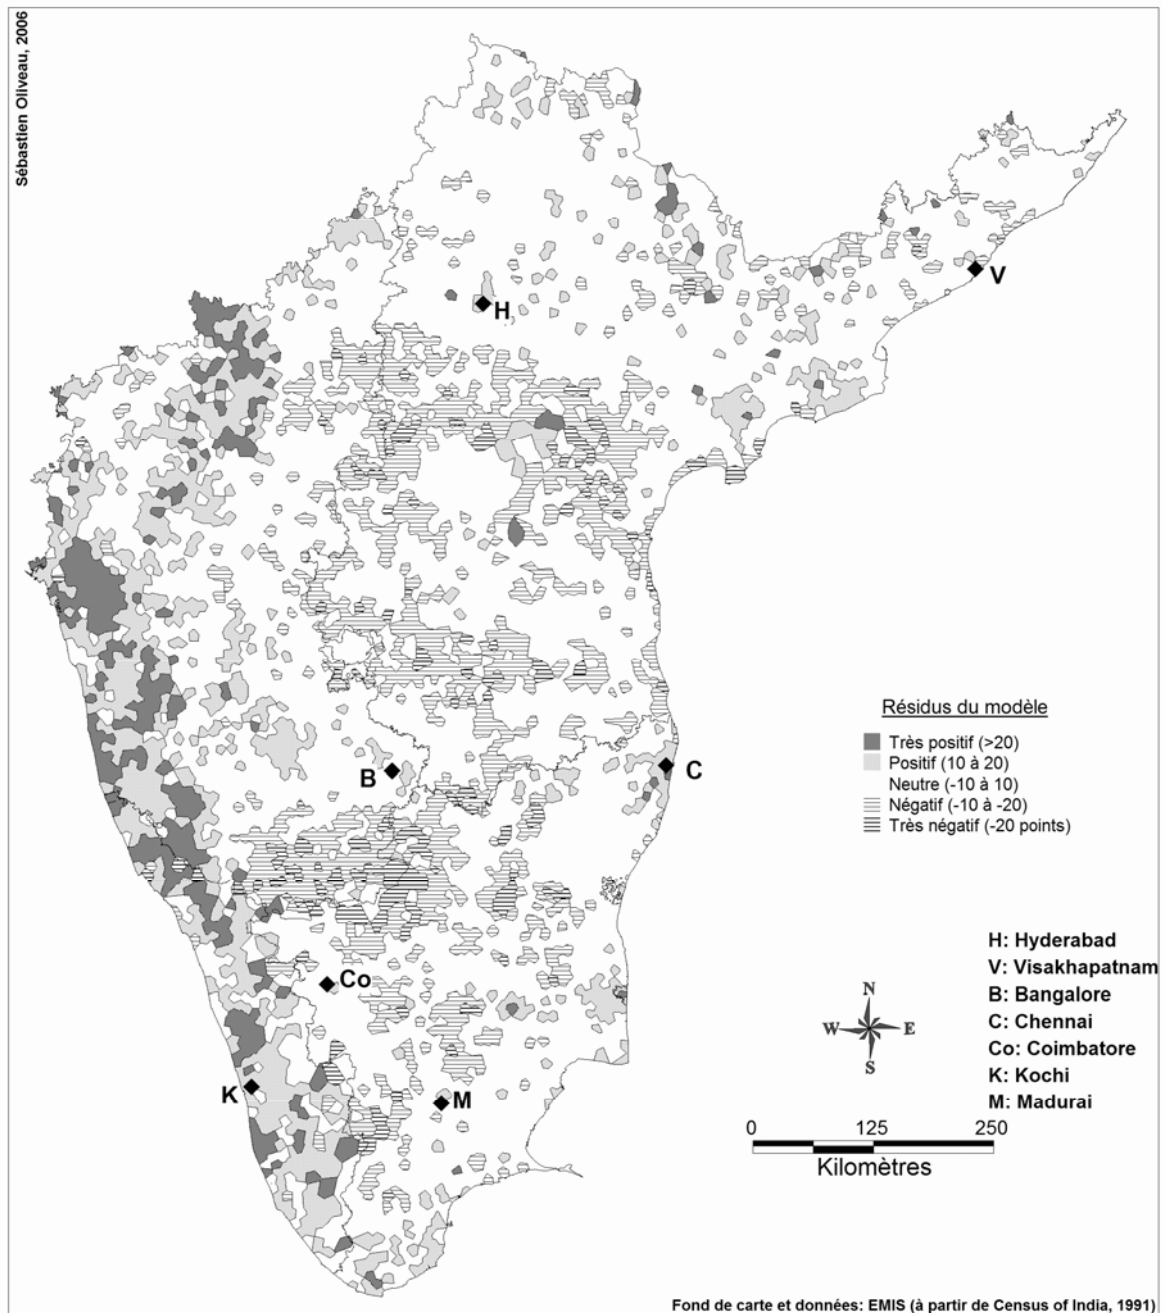 Sébastien Oliveau, 2006
H
V
Résidus du modèle
Très positif (>20)
Positif (10 à 20)
Neutre (-10 à 10)
Négatif (-10 à -20)
Très négatif (-20 points)
B
C
H: Hyderabad
V: Visakhapatnam
B: Bangalore
C: Chennai
Co: Coimbatore
K: Kochi
M: Madurai
Co
N
W E
S
K
M
0 125 250
Kilomètres
Fond de carte et données: EMIS (à partir de Census of India, 1991)